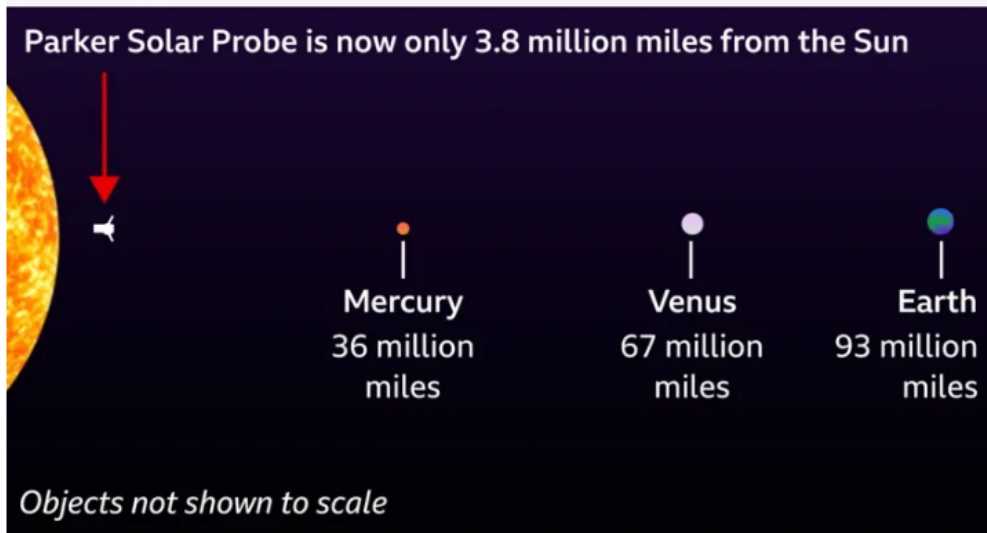 Parker Solar Probe is now only 3.8 million miles from the Sun
Mercury
36 million
miles
Venus
67 million
miles
Earth
93 million
miles
Objects not shown to scale